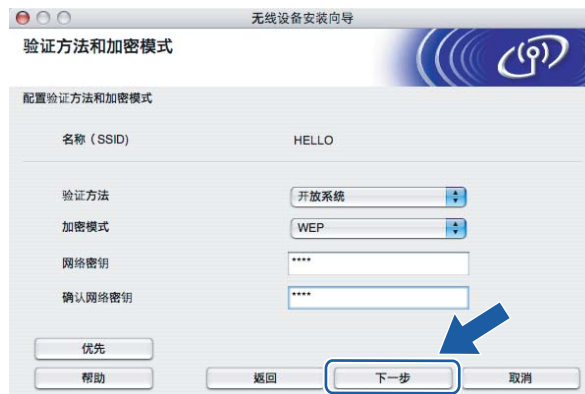 无线设备安装向导
验证方法和加密模式
配置验证方法和加密模式
名称（SSID) HELLO
验证方法 开放系统
加密模式 WEP
网络密钥 ****
确认网络密钥 ****
优先
帮助 返回 下一步 取消